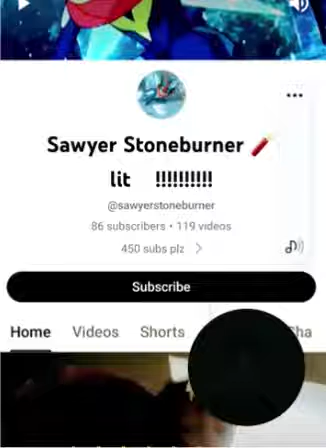 Sawyer Stoneburner 🧨
lit !!!!!!!!!!
@sawyerstoneburner
86 subscribers • 119 videos
450 subs plz >
Subscribe
Home Videos Shorts